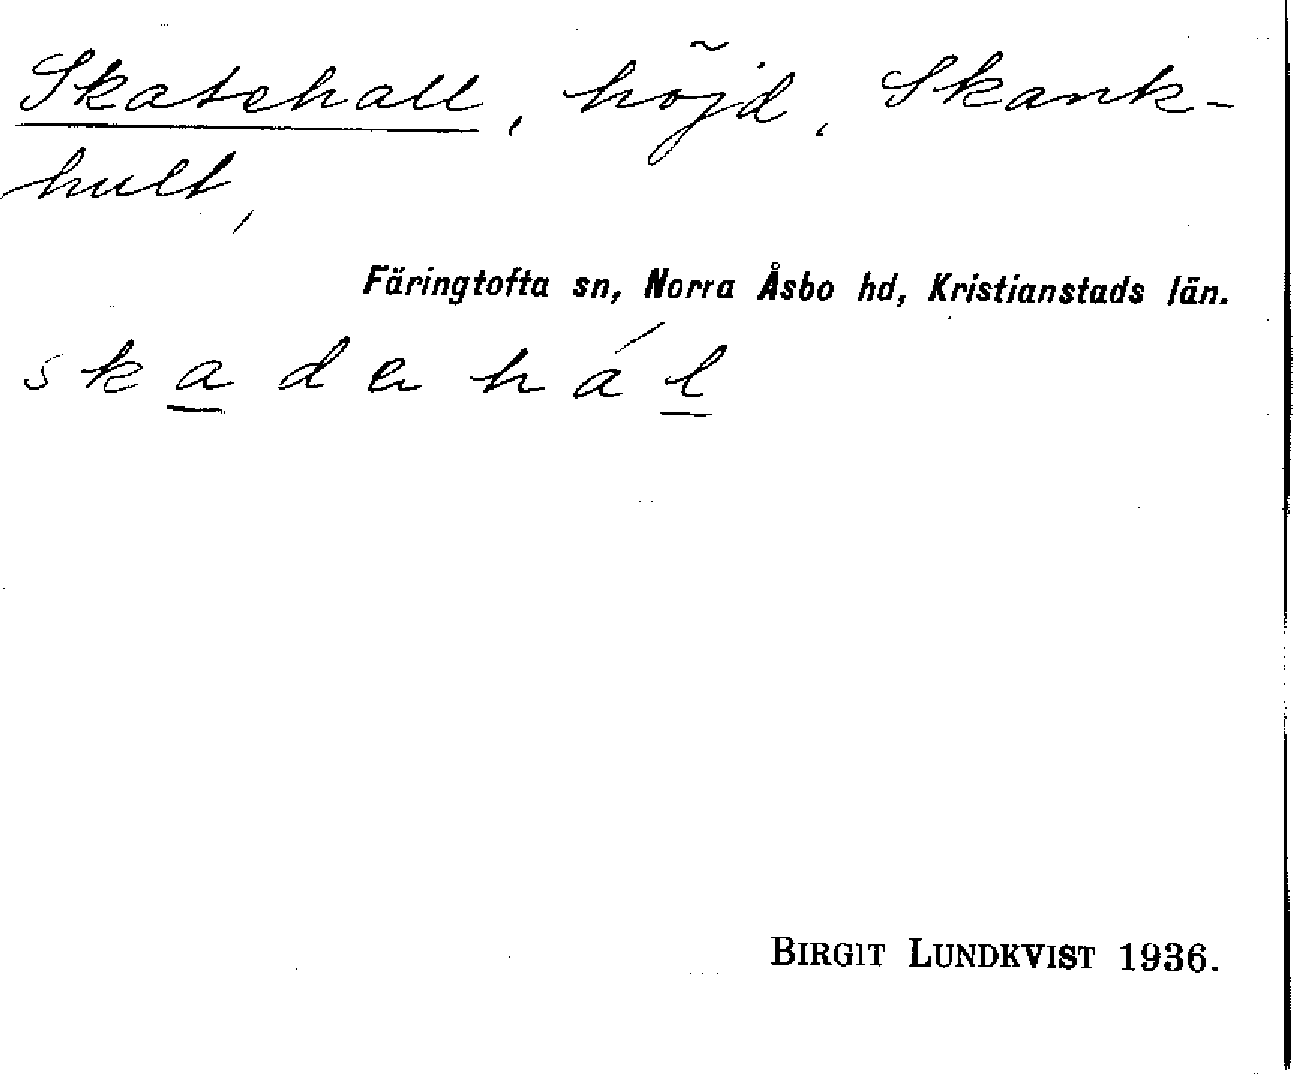 Skatehall, höjd, Skank-
hult,
Färingtofta sn, Norra Åsbo hd, Kristianstads län.
skadehál
BIRGIT LUNDKVIST 1936.